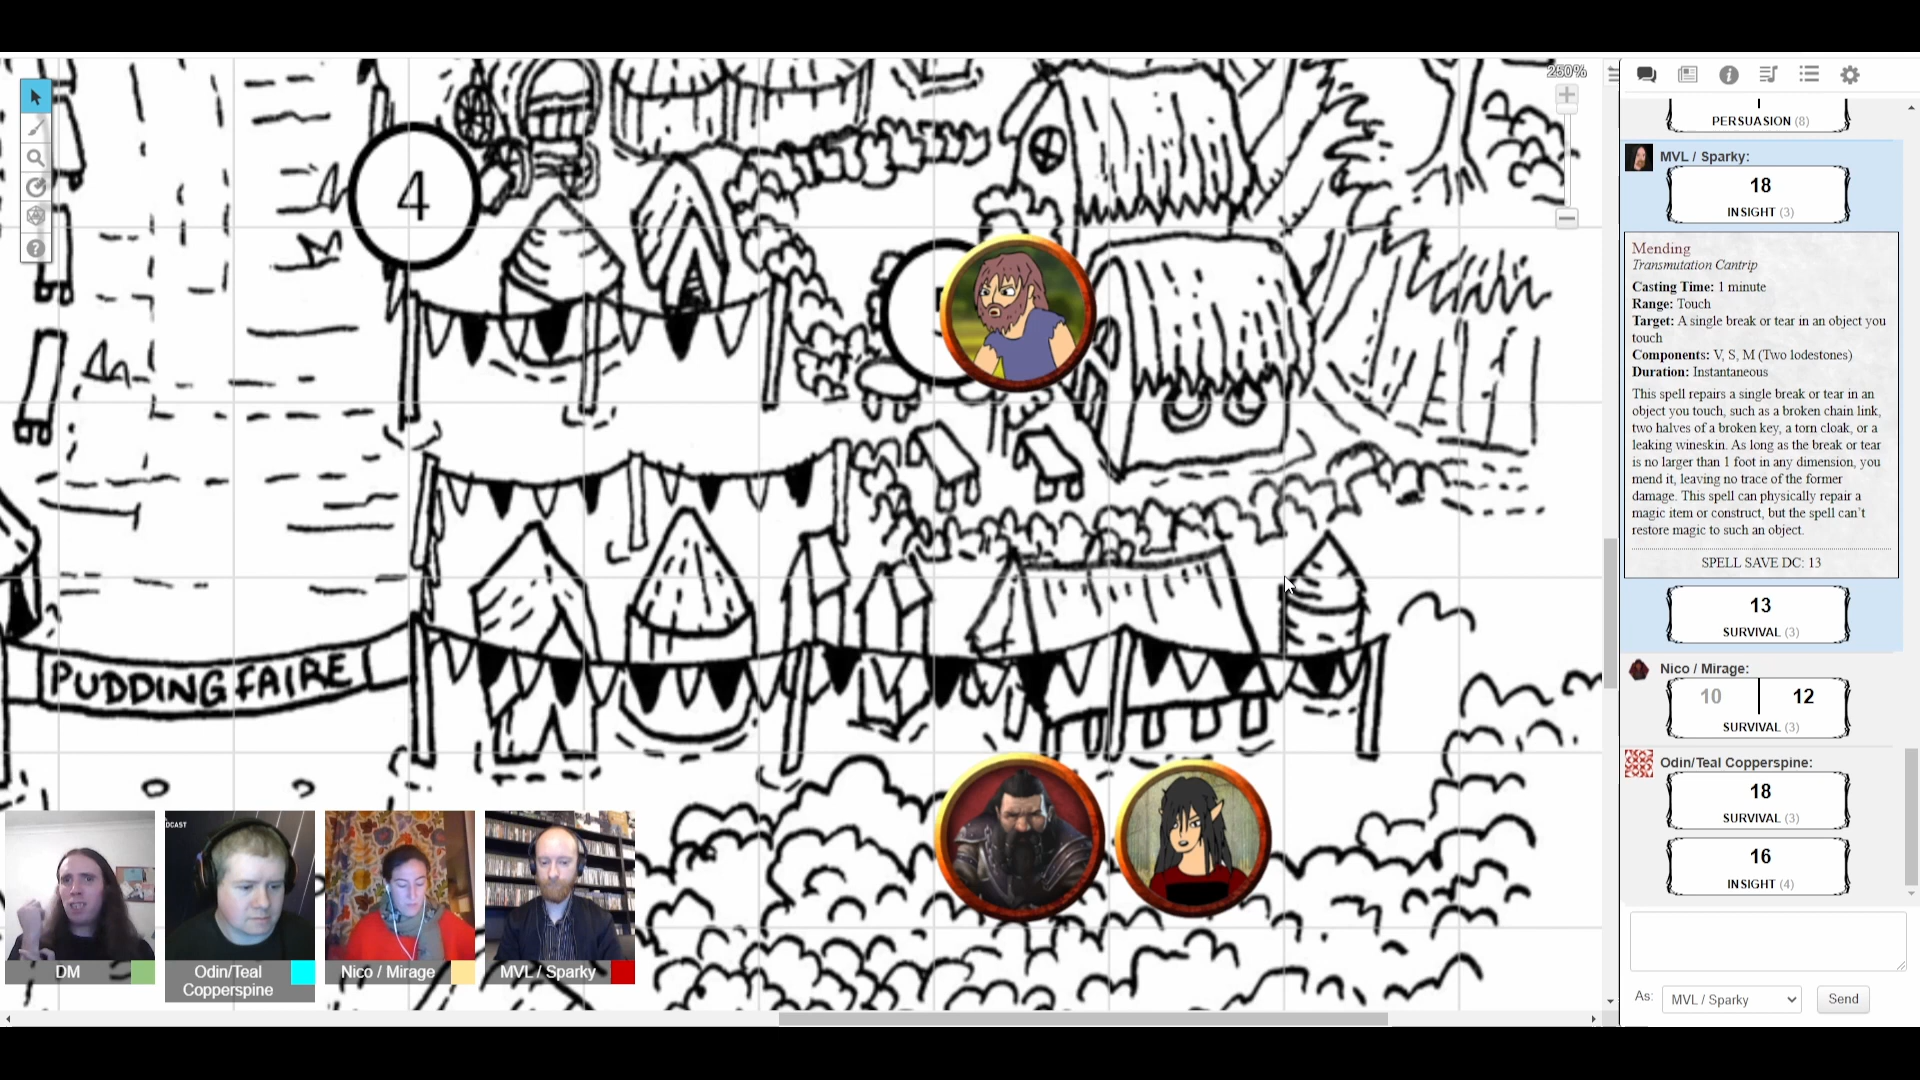 250%
4
PUDDING FAIRE
PERSUASION (8)
MVL / Sparky:
18
INSIGHT (3)
Mending
Transmutation Cantrip
Casting Time: 1 minute
Range: Touch
Target: A single break or tear in an object you
touch
Components: V, S, M (Two lodestones)
Duration: Instantaneous
This spell repairs a single break or tear in an
object you touch, such as a broken chain link,
two halves of a broken key, a torn cloak, or a
leaking wineskin. As long as the break or tear
is no larger than 1 foot in any dimension, you
mend it, leaving no trace of the former
damage. This spell can physically repair a
magic item or construct, but the spell can't
restore magic to such an object.
SPELL SAVE DC: 13
13
SURVIVAL (3)
Nico / Mirage:
10 12
SURVIVAL (3)
Odin/Teal Copperspine:
18
SURVIVAL (3)
16
INSIGHT (4)
As: MVL / Sparky Send
DCAST
DM
Odin/Teal
Copperspine
Nico / Mirage
MVL / Sparky